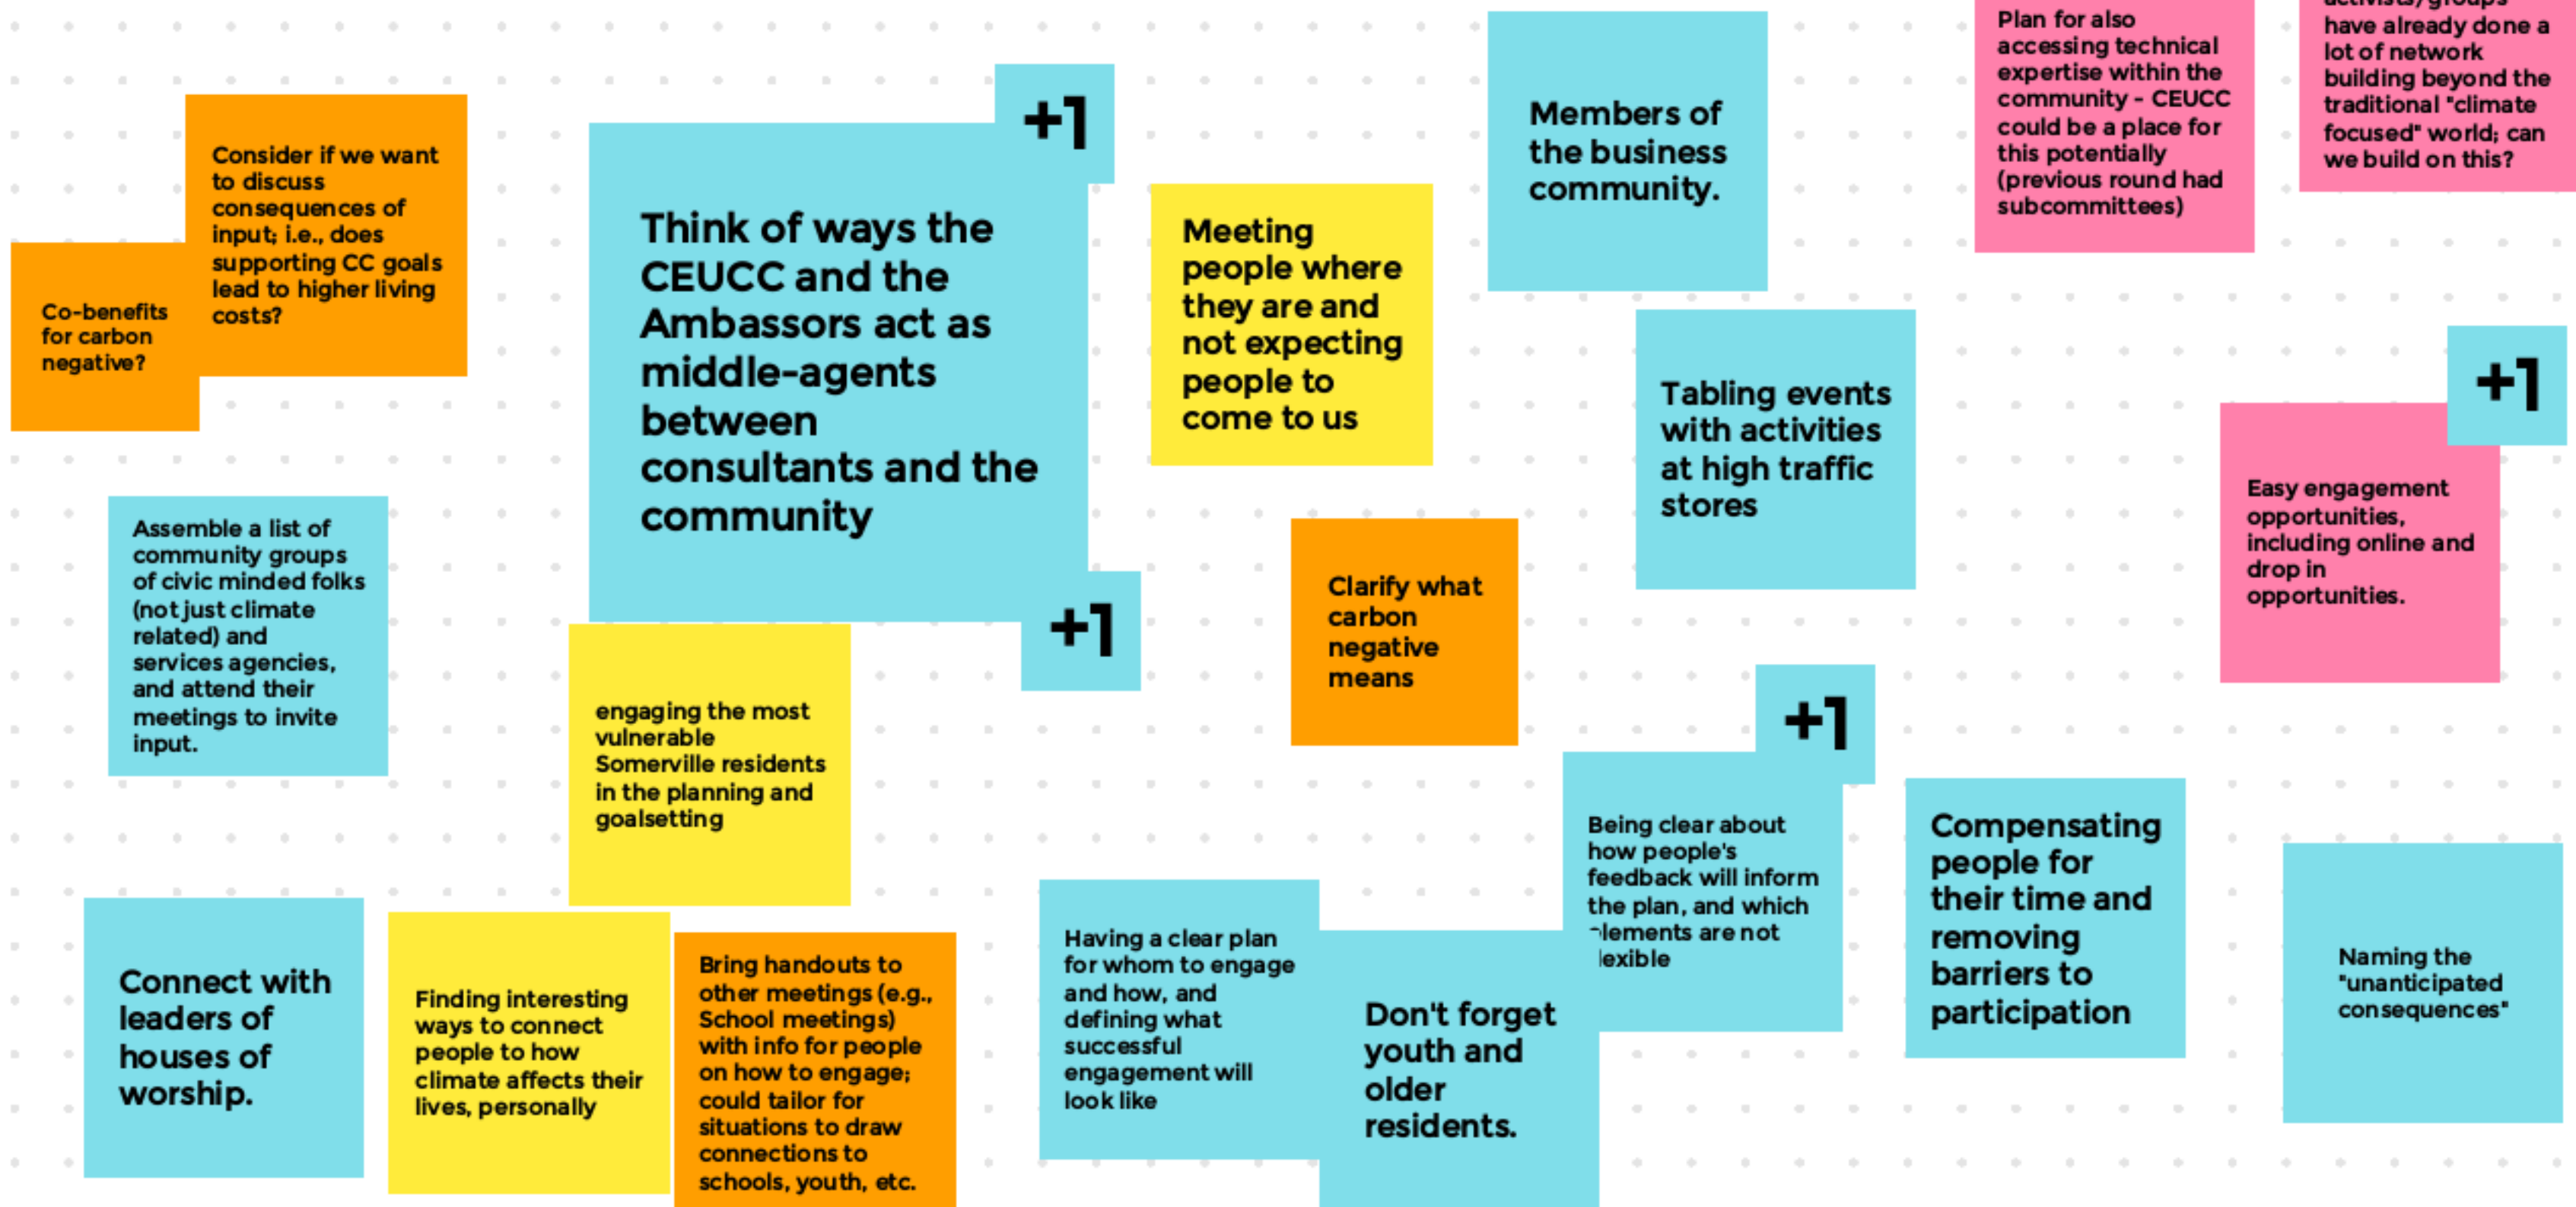 Plan for also
accessing technical
expertise within the
community - CEUCC
could be a place for
this potentially
(previous round had
subcommittees)
activists/groups
have already done a
lot of network
building beyond the
traditional "climate
focused" world; can
we build on this?
Consider if we want
to discuss
consequences of
input; i.e., does
supporting CC goals
lead to higher living
costs?
Co-benefits
for carbon
negative?
+1
Think of ways the
CEUCC and the
Ambassors act as
middle-agents
between
consultants and the
community
+1
Meeting
people where
they are and
not expecting
people to
come to us
Members of
the business
community.
Tabling events
with activities
at high traffic
stores
+1
Easy engagement
opportunities,
including online and
drop in
opportunities.
Assemble a list of
community groups
of civic minded folks
(not just climate
related) and
services agencies,
and attend their
meetings to invite
input.
engaging the most
vulnerable
Somerville residents
in the planning and
goalsetting
Clarify what
carbon
negative
means
+1
Being clear about
how people's
feedback will inform
the plan, and which
elements are not
lexible
Compensating
people for
their time and
removing
barriers to
participation
Naming the
"unanticipated
consequences"
Connect with
leaders of
houses of
worship.
Finding interesting
ways to connect
people to how
climate affects their
lives, personally
Bring handouts to
other meetings (e.g.,
School meetings)
with info for people
on how to engage;
could tailor for
situations to draw
connections to
schools, youth, etc.
Having a clear plan
for whom to engage
and how, and
defining what
successful
engagement will
look like
Don't forget
youth and
older
residents.